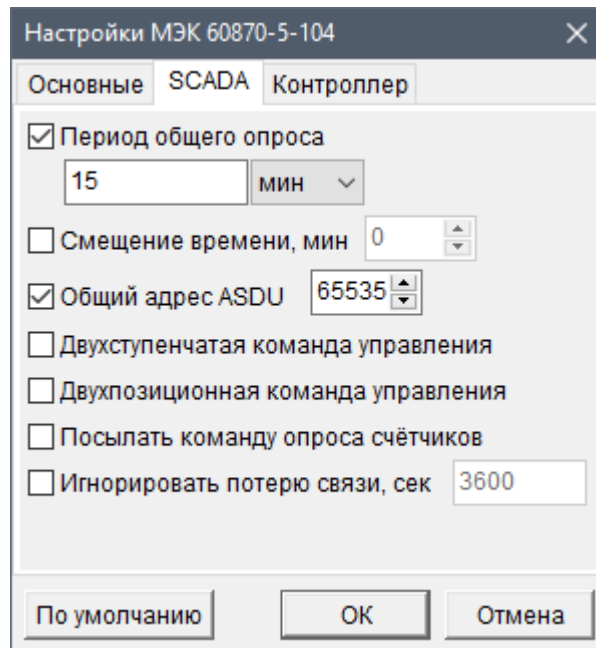 Настройки МЭК 60870-5-104
Основные SCADA Контроллер
Период общего опроса
15 мин
Смещение времени, мин 0
Общий адрес ASDU 65535
Двухступенчатая команда управления
Двухпозиционная команда управления
Посылать команду опроса счётчиков
Игнорировать потерю связи, сек 3600
По умолчанию ОК Отмена